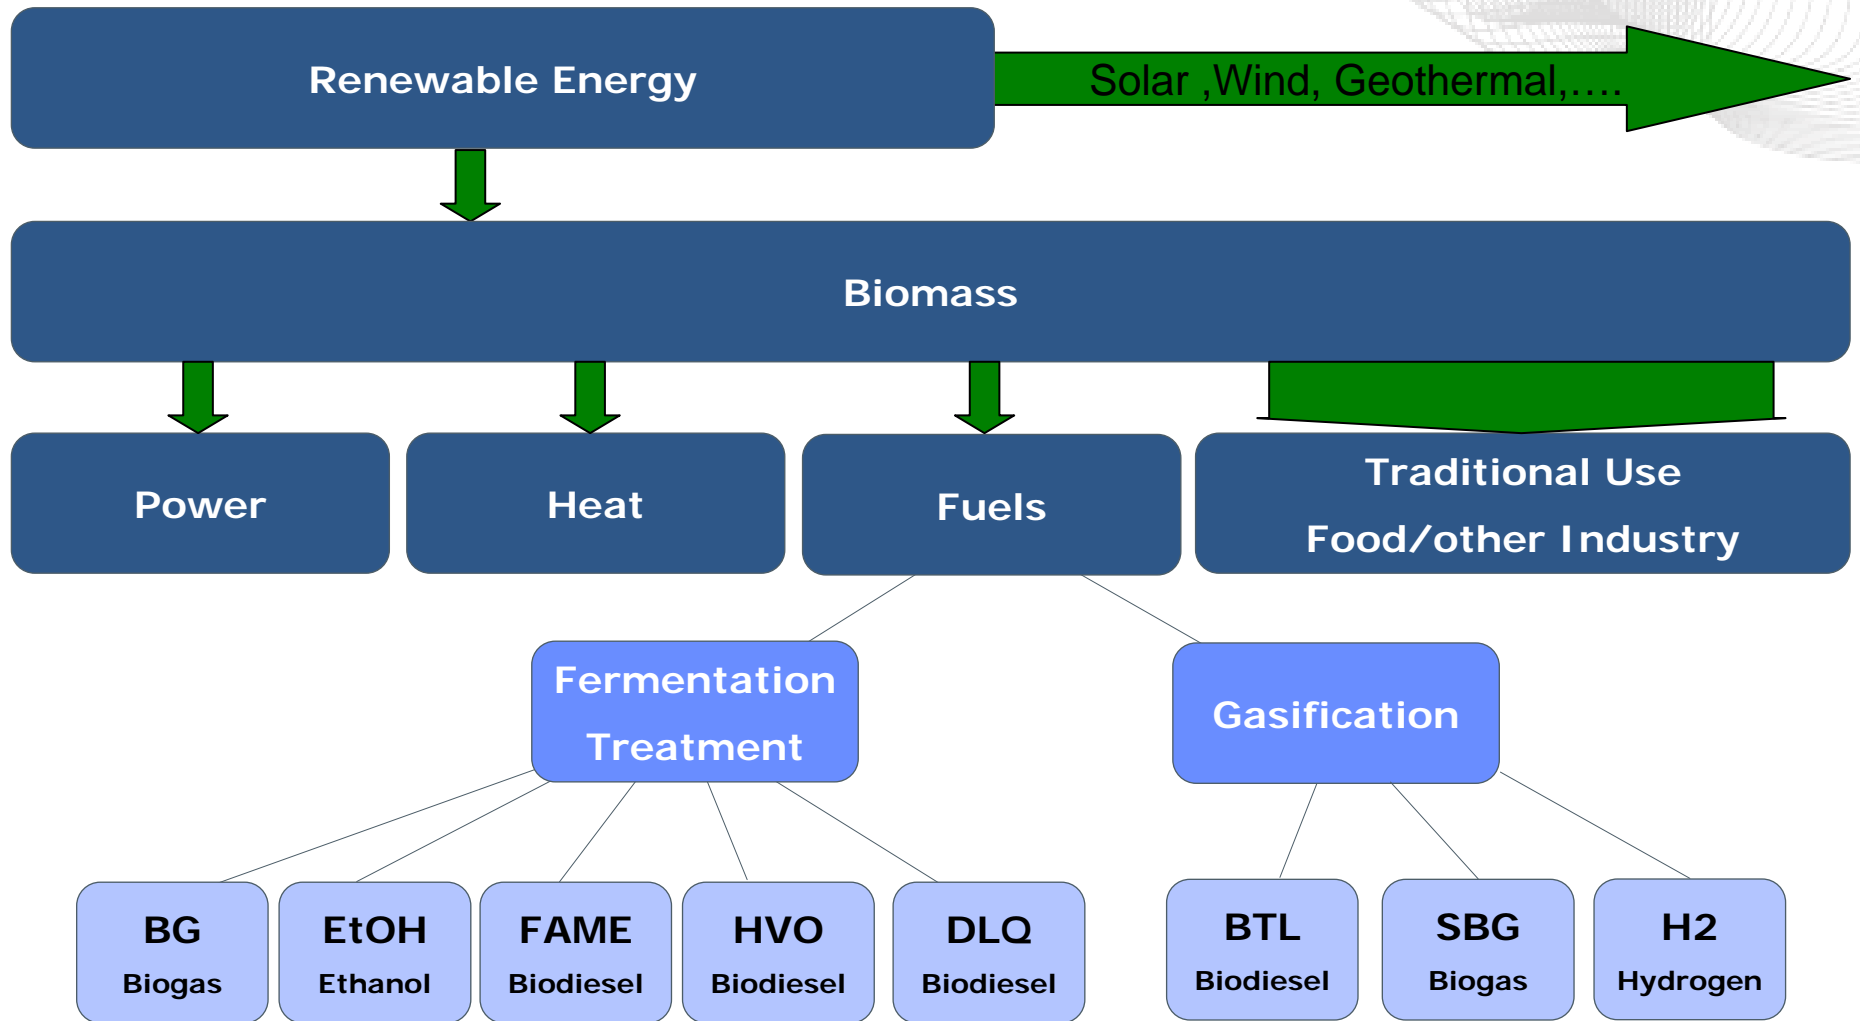 Renewable Energy
Solar ,Wind, Geothermal,....
Biomass
Power
Heat
Fuels
Traditional Use
Food/other Industry
Fermentation
Treatment
Gasification
BG
Biogas
EtOH
Ethanol
FAME
Biodiesel
HVO
Biodiesel
DLQ
Biodiesel
BTL
Biodiesel
SBG
Biogas
H2
Hydrogen